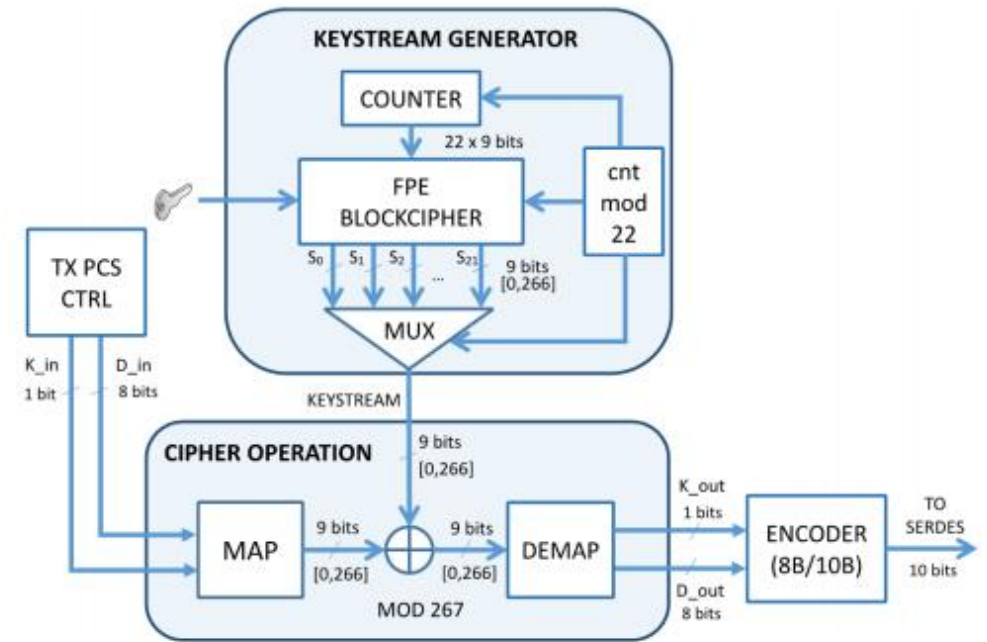 KEYSTREAM GENERATOR
COUNTER
22 x 9 bits
FPE
BLOCKCIPHER
cnt
mod
22
S0
S1
S2
...
S21
9 bits
[0,266]
MUX
TX PCS
CTRL
K_in
1 bit
D_in
8 bits
KEYSTREAM
CIPHER OPERATION
9 bits
[0,266]
MAP
9 bits
[0,266]
9 bits
[0,266]
MOD 267
DEMAP
K_out
1 bits
D_out
8 bits
ENCODER
(8B/10B)
TO
SERDES
10 bits